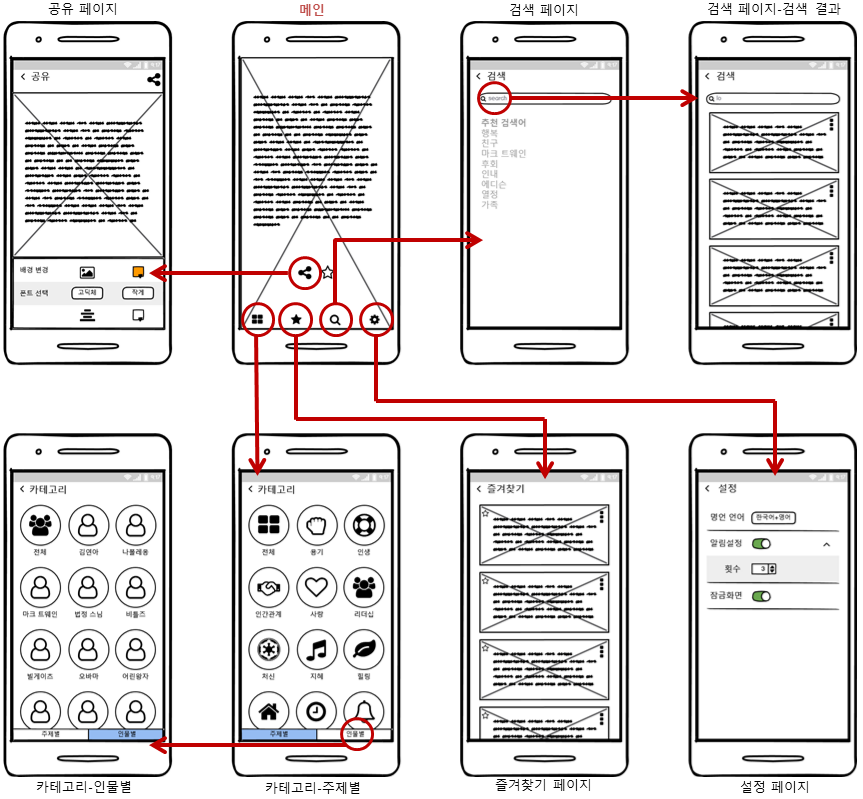 공유 페이지
메인
검색 페이지
검색 페이지-검색 결과
공유
배경 변경
폰트 선택
고딕체
작게
검색
search
추천 검색어
행복
친구
마크 트웨인
후회
인내
에디슨
열정
가족
검색
lo
카테고리
전체
김연아
나폴레옹
마크 트웨인
법정 스님
비틀즈
빌게이츠
오바마
어린왕자
주제별
인물별
카테고리-인물별
카테고리
전체
용기
인생
인간관계
사랑
리더십
처신
지혜
힐링
주제별
인물별
카테고리-주제별
즐겨찾기
즐겨찾기 페이지
설정
명언 언어
한국어+영어
알림설정
횟수
3
잠금화면
설정 페이지